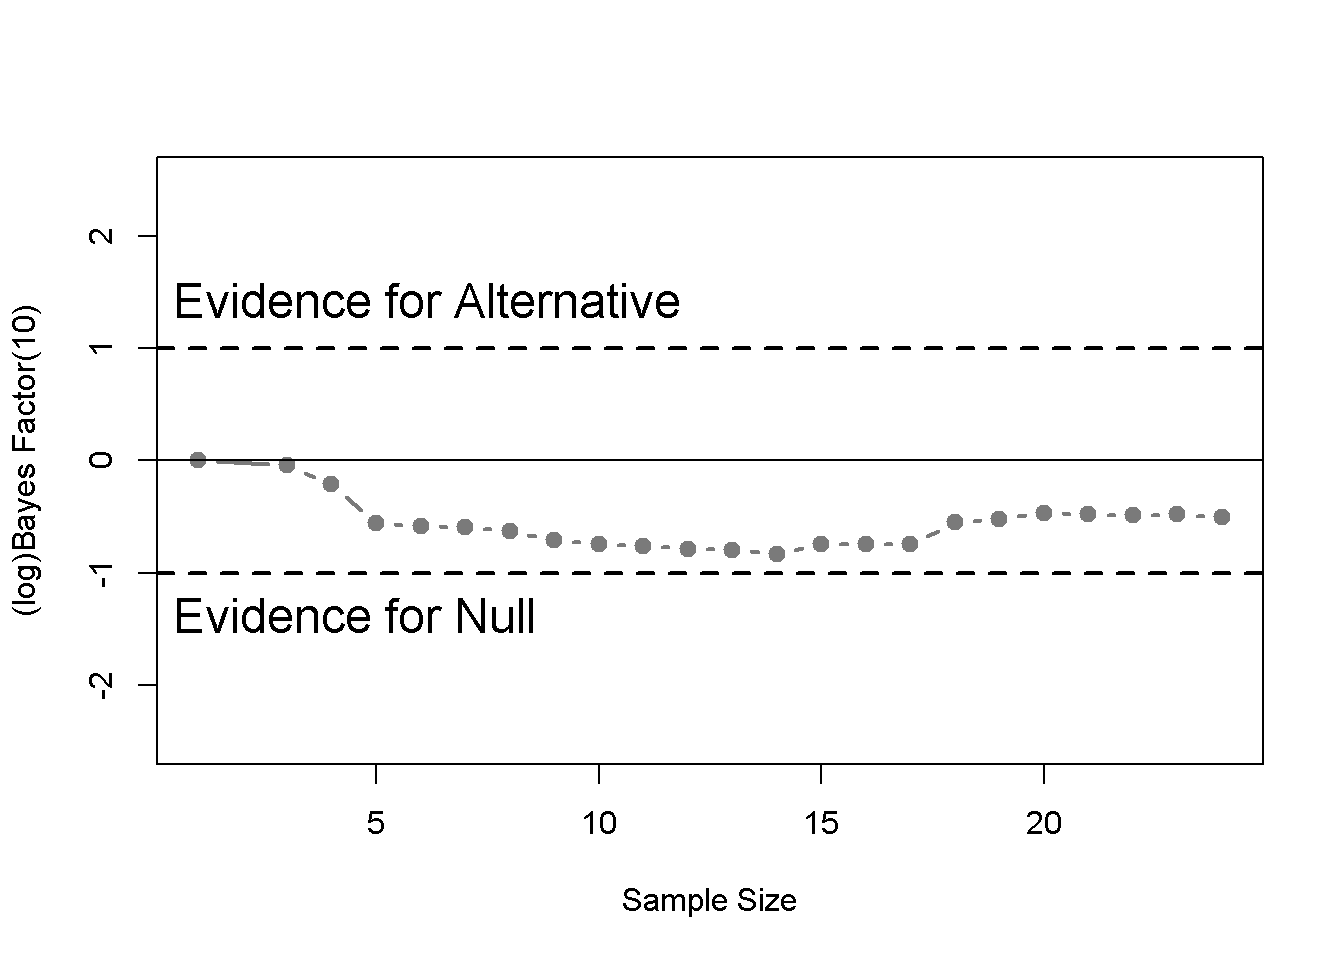 2
Evidence for Alternative
1
0
-1
Evidence for Null
-2
(log)Bayes Factor(10)
5 10 15 20
Sample Size